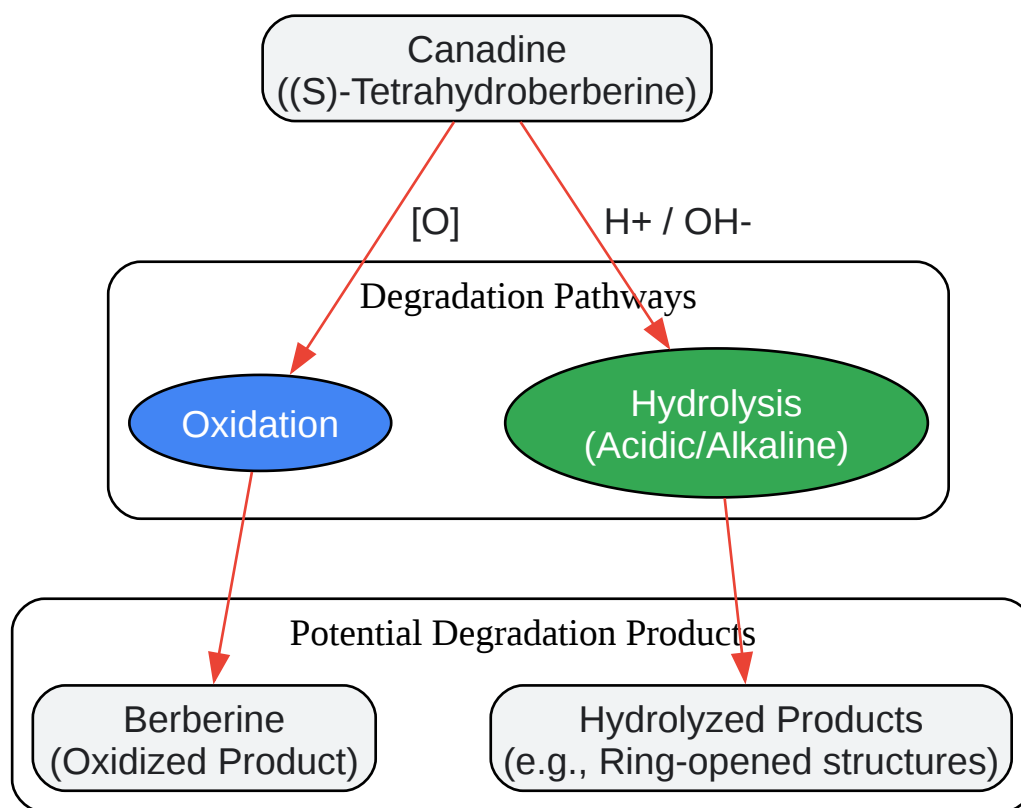 Canadine
((S)-Tetrahydroberberine)
[O]
H+ / OH-
Degradation Pathways
Oxidation
Hydrolysis
(Acidic/Alkaline)
Potential Degradation Products
Berberine
(Oxidized Product)
Hydrolyzed Products
(e.g., Ring-opened structures)